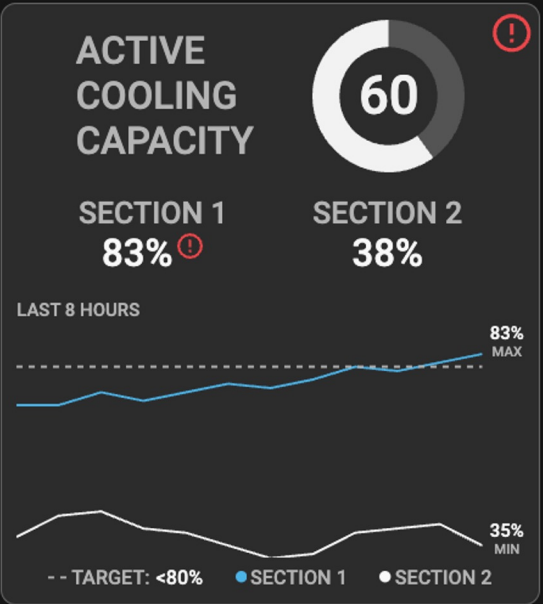 ACTIVE
COOLING
CAPACITY
60
!
SECTION 1
83% !
SECTION 2
38%
LAST 8 HOURS
83%
MAX
35%
MIN
-- TARGET: <80%
SECTION 1
SECTION 2